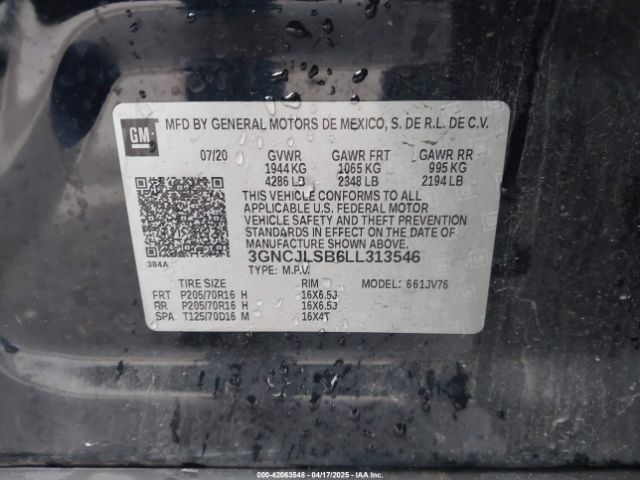 GM
MFD BY GENERAL MOTORS DE MEXICO, S. DE R.L. DE C.V.
07/20 GVWR GAWR FRT GAWR RR
1944 KG 1065 KG 995 KG
4286 LB 2348 LB 2194 LB
THIS VEHICLE CONFORMS TO ALL
APPLICABLE U.S. FEDERAL MOTOR
VEHICLE SAFETY AND THEFT PREVENTION
STANDARDS IN EFFECT ON THE DATE OF
MANUFACTURE SHOWN ABOVE.
384A
3GNCJLSB6LL313546
TYPE: M.P.V. MODEL: 661JV76
TIRE SIZE RIM
FRT P205/70R16 H 16X6.5J
RR P205/70R16 H 16X6.5J
SPA T125/70D16 M 16X4T
000-42063548 - 04/17/2025 - IAAI.COM